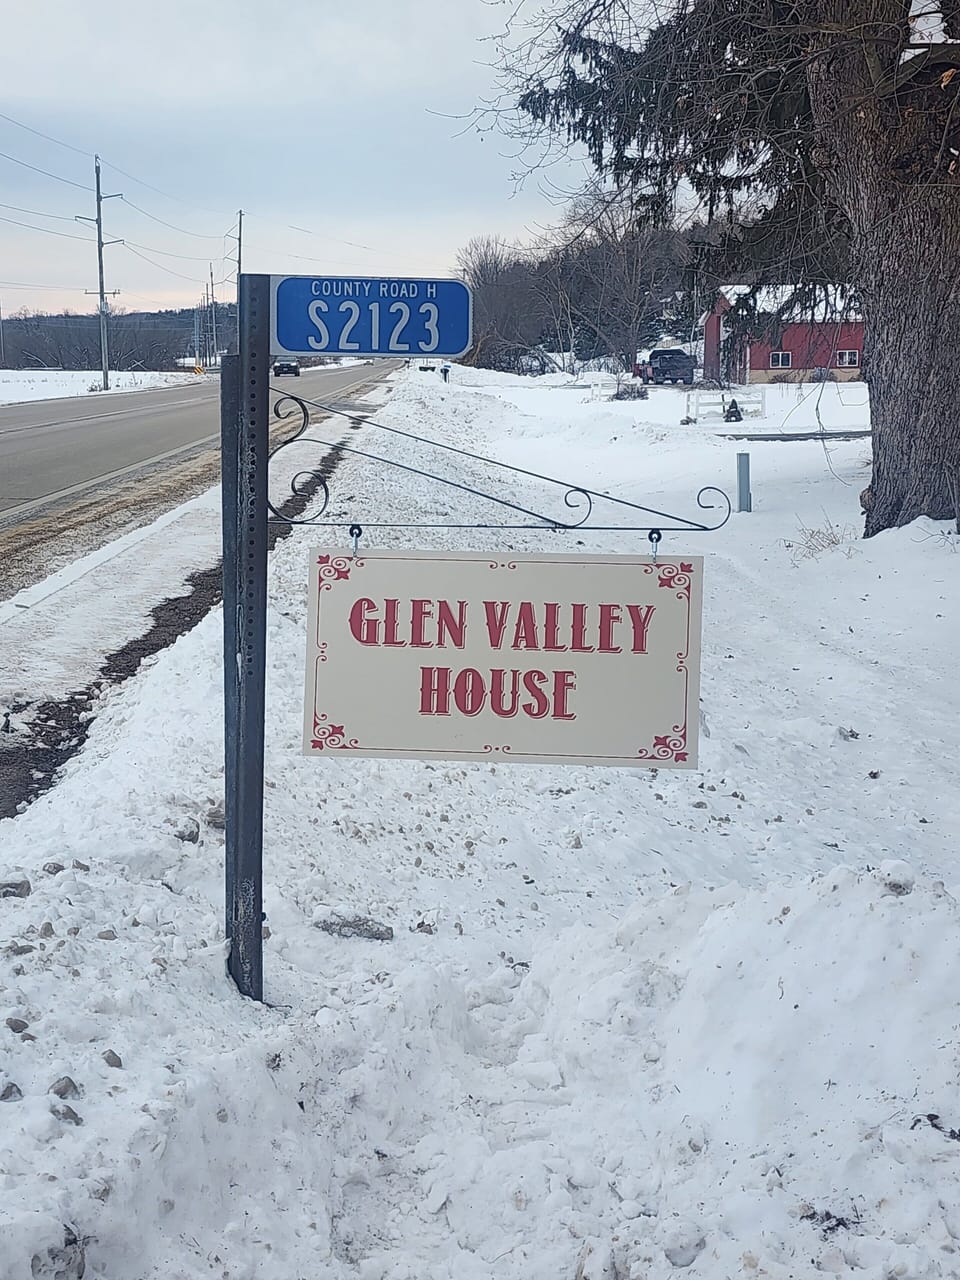 COUNTY ROAD H
S2123
GLEN VALLEY
HOUSE